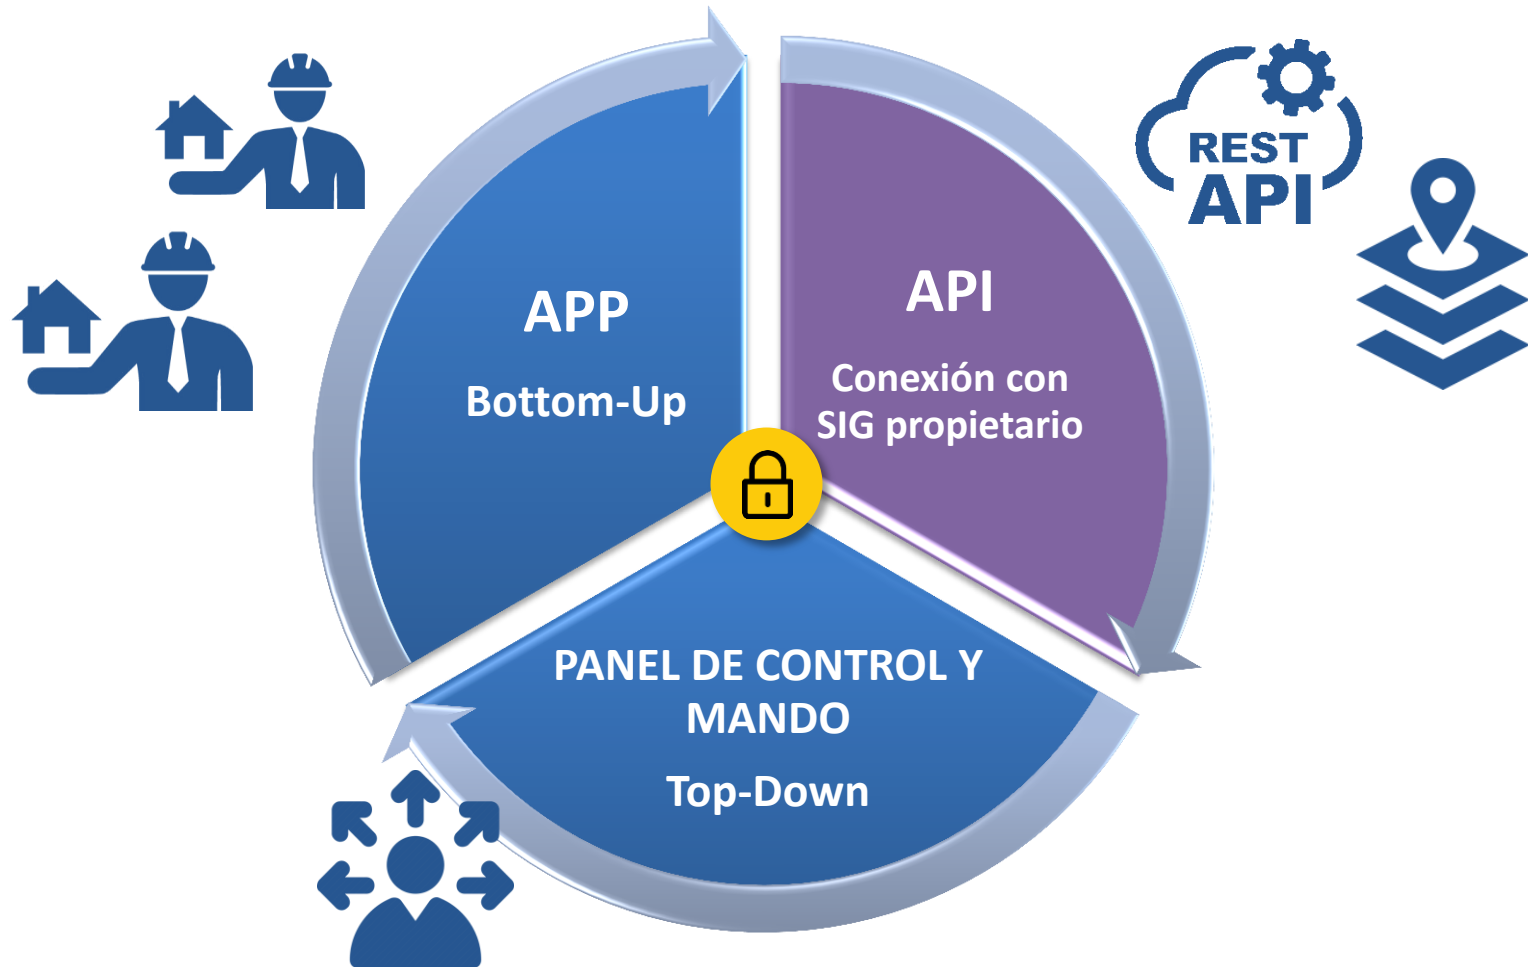 APP
Bottom-Up
API
Conexión con
SIG propietario
PANEL DE CONTROL Y
MANDO
Top-Down
REST
API